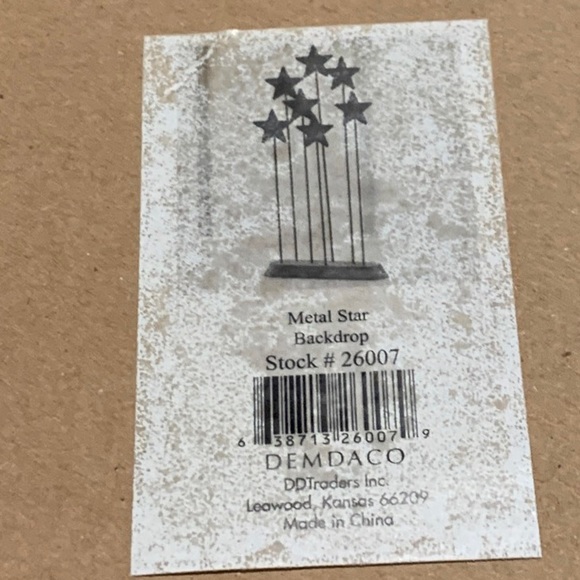 Metal Star
Backdrop
Stock # 26007
6 38713 26007 9
DEMDACO
DDTraders Inc.
Leawood, Kansas 66209
Made in China